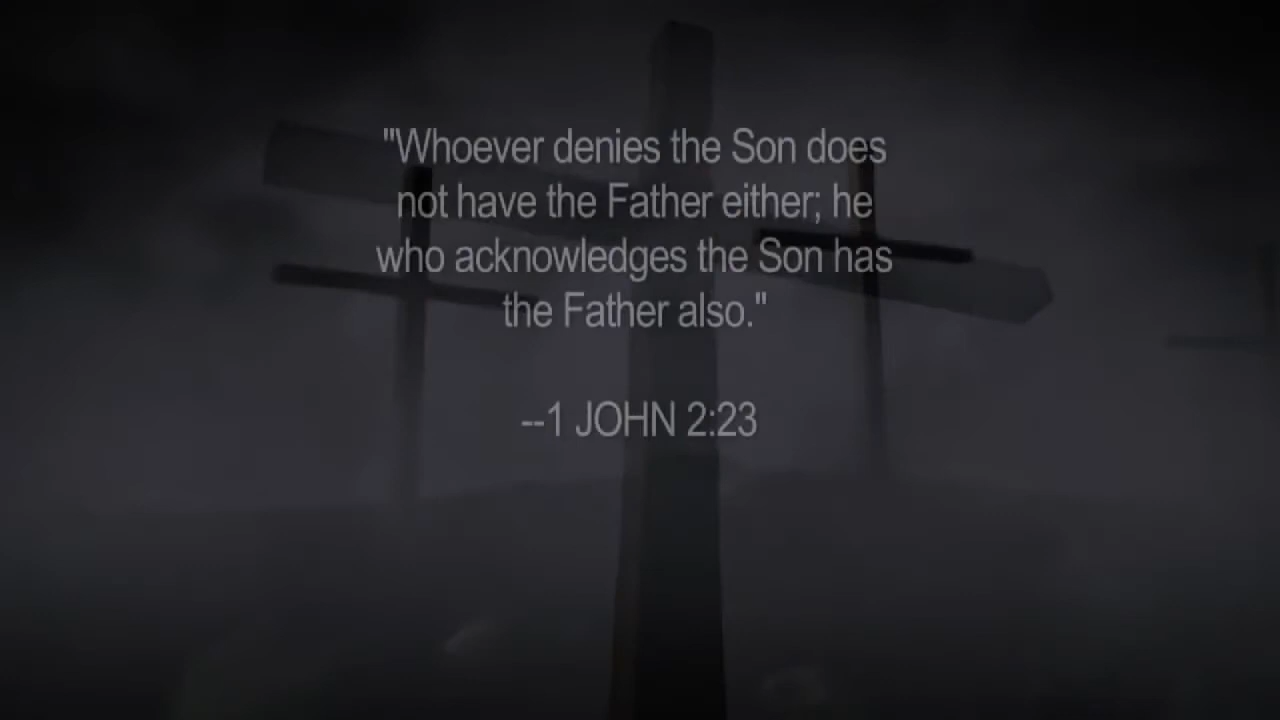 "Whoever denies the Son does
not have the Father either; he
who acknowledges the Son has
the Father also."
--1 JOHN 2:23